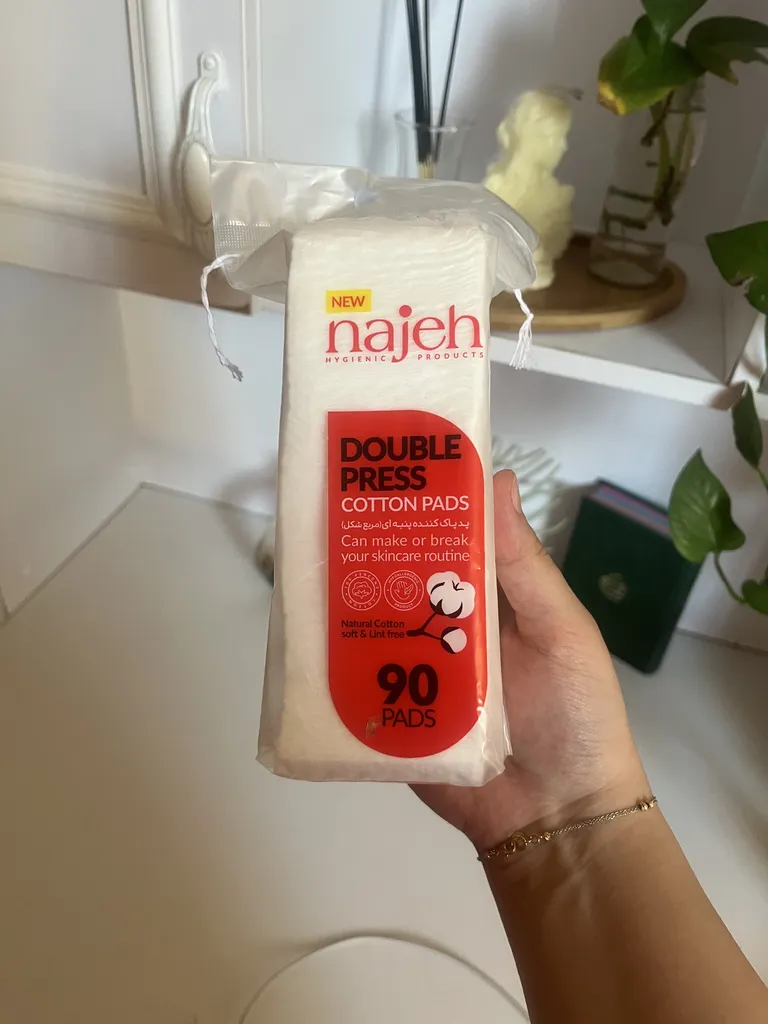 NEW
najeh
HYGIENIC PRODUCTS
DOUBLE
PRESS
COTTON PADS
پد پاک کننده پنبه ای (مربع شکل)
Can make or break
your skincare routine
Natural Cotton
soft & Lint free
90
PADS